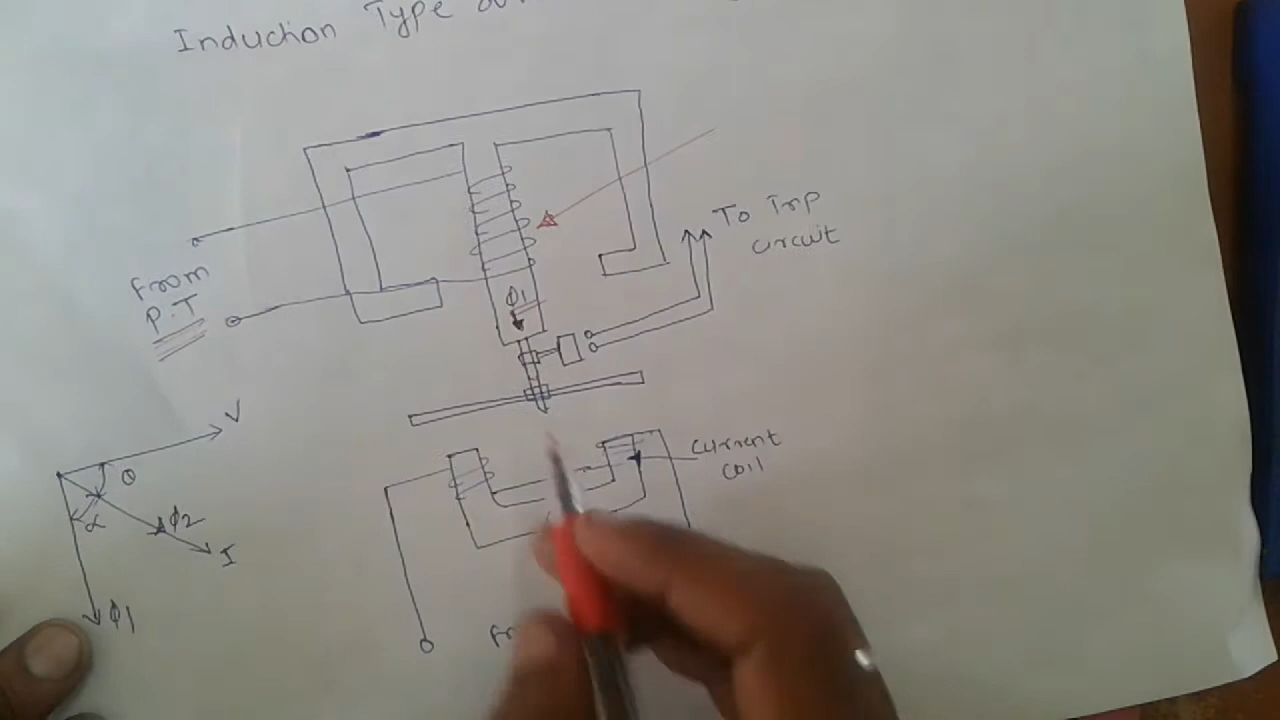 Induction Type
To Trip
circuit
From
P.T
ϕ1
V
θ
α
ϕ2
I
ϕ1
current
coil